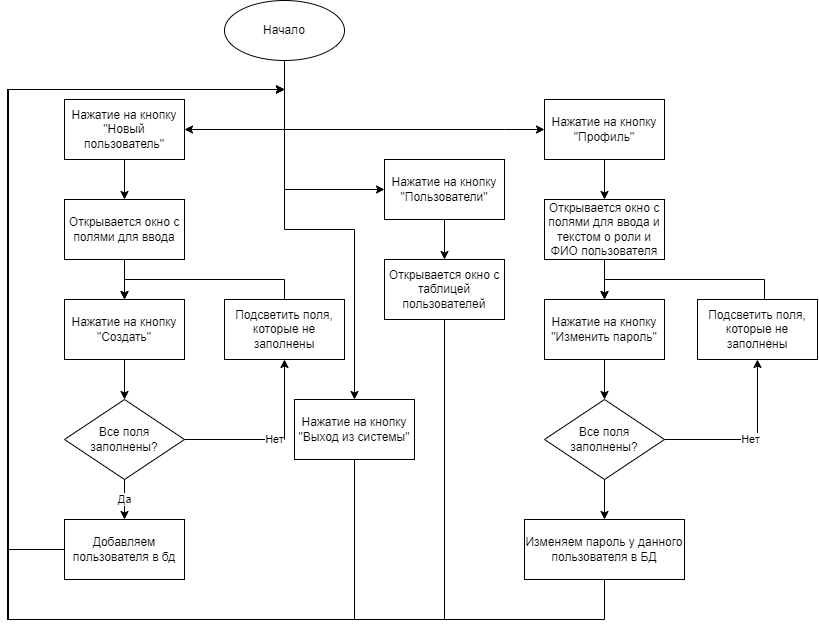 Начало
Нажатие на кнопку
"Новый
пользователь"
Нажатие на кнопку
"Профиль"
Нажатие на кнопку
"Пользователи"
Открывается окно с
полями для ввода
Открывается окно с
полями для ввода и
текстом о роли и
ФИО пользователя
Открывается окно с
таблицей
пользователей
Нажатие на кнопку
"Создать"
Подсветить поля,
которые не
заполнены
Нажатие на кнопку
"Изменить пароль"
Подсветить поля,
которые не
заполнены
Все поля
заполнены?
Нет
Нажатие на кнопку
"Выход из системы"
Все поля
заполнены?
Нет
Да
Добавляем
пользователя в бд
Изменяем пароль у данного
пользователя в БД